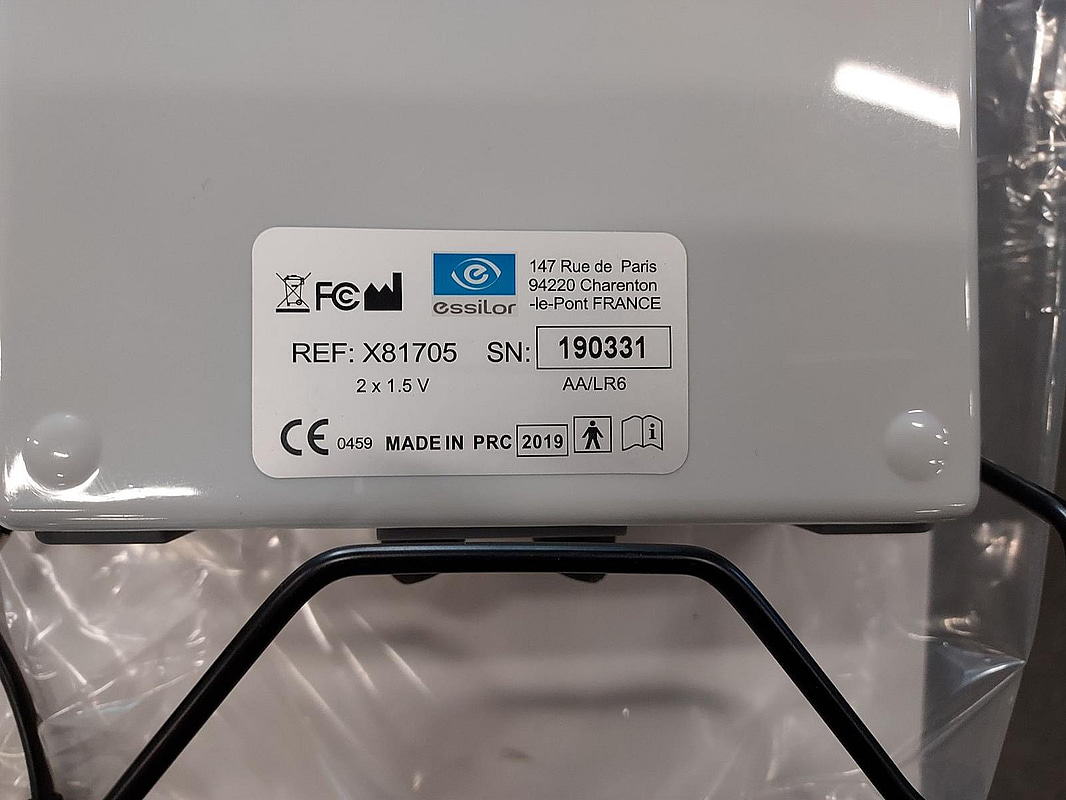 FC
e
essilor
147 Rue de Paris
94220 Charenton
-le-Pont FRANCE
REF: X81705 SN: 190331
2 x 1.5 V AA/LR6
CE 0459 MADE IN PRC 2019 i